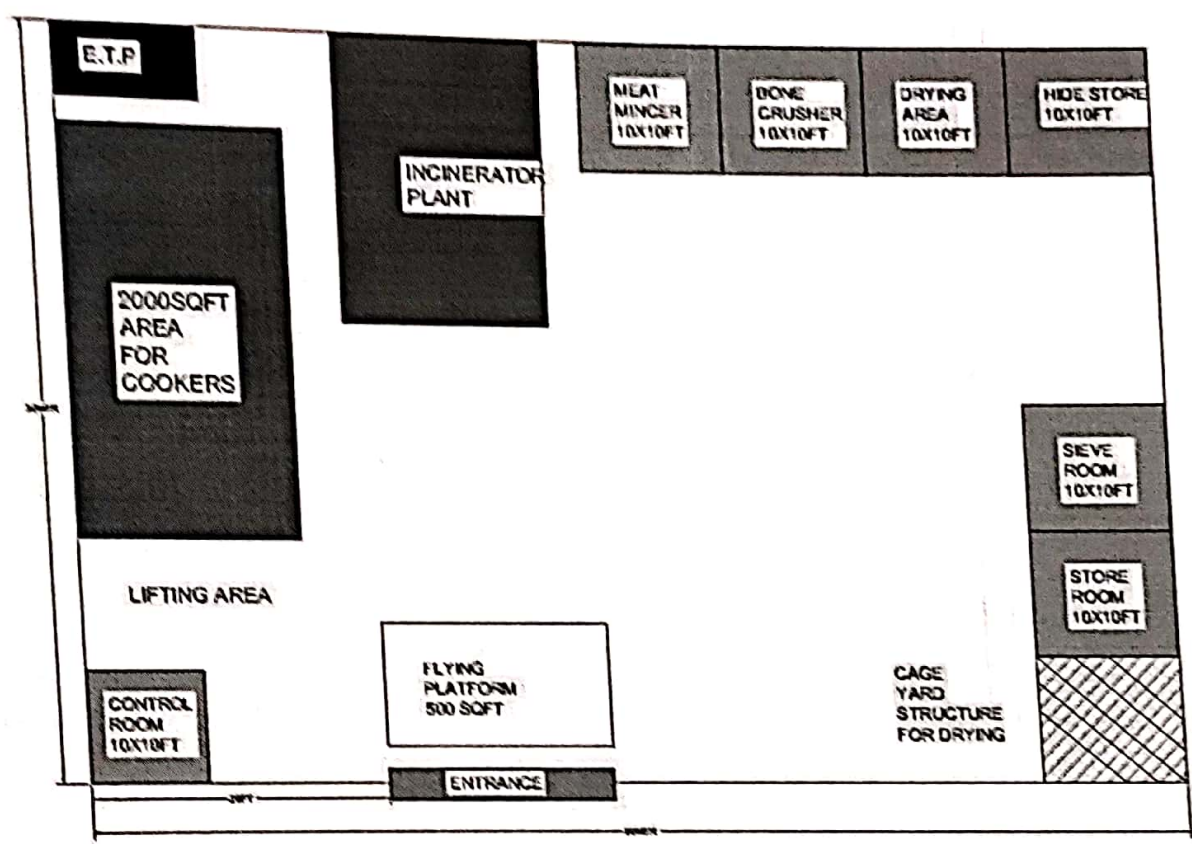 E.T.P
INCINERATOR
PLANT
MEAT
MINCER
10X10FT
BONE
CRUSHER
10X10FT
DRYING
AREA
10X10FT
HIDE STORE
10X10FT
2000SQFT
AREA
FOR
COOKERS
SIEVE
ROOM
10X10FT
STORE
ROOM
10X10FT
LIFTING AREA
FLYING
PLATFORM
500 SQFT
CAGE
YARD
STRUCTURE
FOR DRYING
CONTROL
ROOM
10X10FT
ENTRANCE